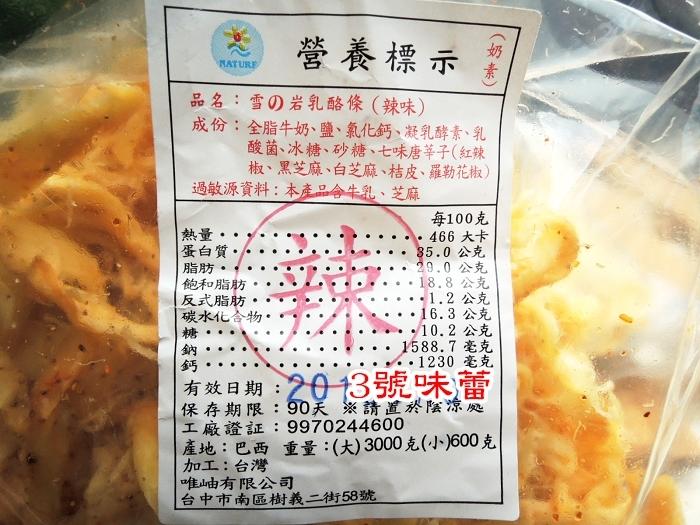 NATURE
營養標示
(奶素)
品名：雪の岩乳酪條(辣味)
成份：全脂牛奶、鹽、氯化鈣、凝乳酵素、乳
酸菌、冰糖、砂糖、七味唐莘子(紅辣
椒、黑芝麻、白芝麻、桔皮、羅勒花椒)
過敏源資料：本產品含牛乳、芝麻
每100克
熱量 466 大卡
蛋白質 35.0 公克
脂肪 29.0 公克
飽和脂肪 18.8 公克
反式脂肪 1.2 公克
碳水化合物 16.3 公克
糖 10.2 公克
鈉 1588.7 毫克
鈣 1230 毫克
辣
有效日期：
3號味蕾
保存期限：90天 ※請置於陰涼處
工廠證証：9970244600
產地：巴西 重量：(大)3000克(小)600克
加工：台灣
唯岫有限公司
台中市南區樹義二街58號